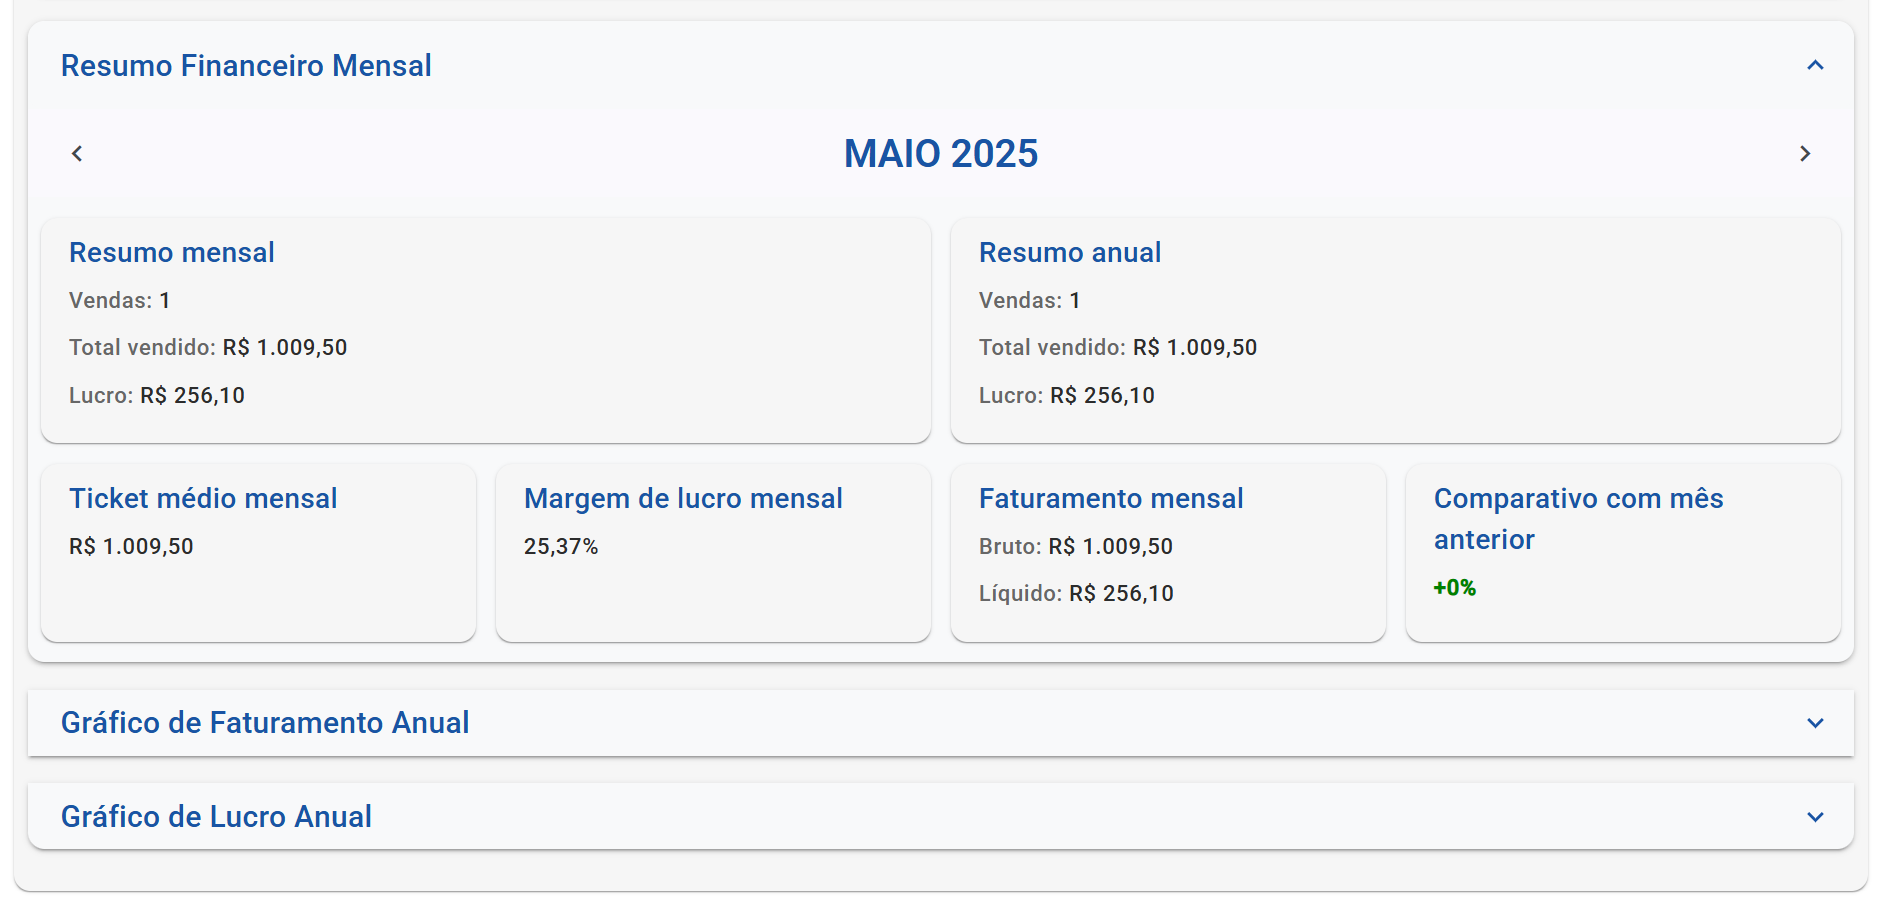 Resumo Financeiro Mensal
MAIO 2025
Resumo mensal
Vendas: 1
Total vendido: R$ 1.009,50
Lucro: R$ 256,10
Resumo anual
Vendas: 1
Total vendido: R$ 1.009,50
Lucro: R$ 256,10
Ticket médio mensal
R$ 1.009,50
Margem de lucro mensal
25,37%
Faturamento mensal
Bruto: R$ 1.009,50
Líquido: R$ 256,10
Comparativo com mês
anterior
+0%
Gráfico de Faturamento Anual
Gráfico de Lucro Anual